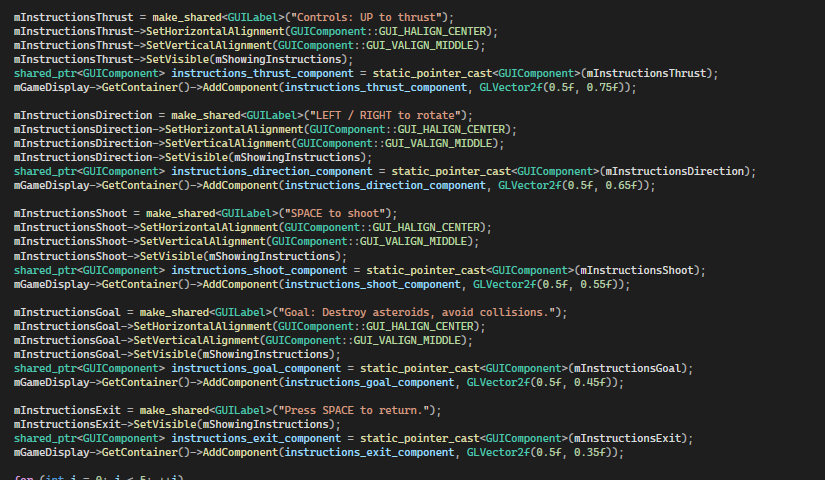 mInstructionsThrust = make_shared<GUILabel>("Controls: UP to thrust");
mInstructionsThrust->SetHorizontalAlignment(GUIComponent::GUI_HALIGN_CENTER);
mInstructionsThrust->SetVerticalAlignment(GUIComponent::GUI_VALIGN_MIDDLE);
mInstructionsThrust->SetVisible(mShowingInstructions);
shared_ptr<GUIComponent> instructions_thrust_component = static_pointer_cast<GUIComponent>(mInstructionsThrust);
mGameDisplay->GetContainer()->AddComponent(instructions_thrust_component, GLVector2f(0.5f, 0.75f));

mInstructionsDirection = make_shared<GUILabel>("LEFT / RIGHT to rotate");
mInstructionsDirection->SetHorizontalAlignment(GUIComponent::GUI_HALIGN_CENTER);
mInstructionsDirection->SetVerticalAlignment(GUIComponent::GUI_VALIGN_MIDDLE);
mInstructionsDirection->SetVisible(mShowingInstructions);
shared_ptr<GUIComponent> instructions_direction_component = static_pointer_cast<GUIComponent>(mInstructionsDirection);
mGameDisplay->GetContainer()->AddComponent(instructions_direction_component, GLVector2f(0.5f, 0.65f));

mInstructionsShoot = make_shared<GUILabel>("SPACE to shoot");
mInstructionsShoot->SetHorizontalAlignment(GUIComponent::GUI_HALIGN_CENTER);
mInstructionsShoot->SetVerticalAlignment(GUIComponent::GUI_VALIGN_MIDDLE);
mInstructionsShoot->SetVisible(mShowingInstructions);
shared_ptr<GUIComponent> instructions_shoot_component = static_pointer_cast<GUIComponent>(mInstructionsShoot);
mGameDisplay->GetContainer()->AddComponent(instructions_shoot_component, GLVector2f(0.5f, 0.55f));

mInstructionsGoal = make_shared<GUILabel>("Goal: Destroy asteroids, avoid collisions.");
mInstructionsGoal->SetHorizontalAlignment(GUIComponent::GUI_HALIGN_CENTER);
mInstructionsGoal->SetVerticalAlignment(GUIComponent::GUI_VALIGN_MIDDLE);
mInstructionsGoal->SetVisible(mShowingInstructions);
shared_ptr<GUIComponent> instructions_goal_component = static_pointer_cast<GUIComponent>(mInstructionsGoal);
mGameDisplay->GetContainer()->AddComponent(instructions_goal_component, GLVector2f(0.5f, 0.45f));

mInstructionsExit = make_shared<GUILabel>("Press SPACE to return.");
mInstructionsExit->SetVisible(mShowingInstructions);
shared_ptr<GUIComponent> instructions_exit_component = static_pointer_cast<GUIComponent>(mInstructionsExit);
mGameDisplay->GetContainer()->AddComponent(instructions_exit_component, GLVector2f(0.5f, 0.35f));

for (int i = 0; i < 5; ++i)